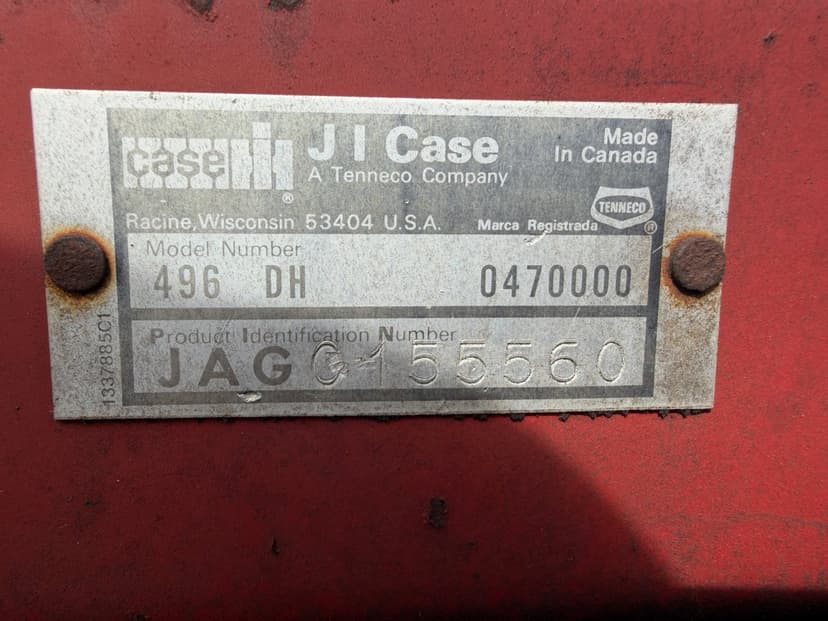 case IH ® J I Case Made
A Tenneco Company In Canada
TENNECO ®
Racine, Wisconsin 53404 U.S.A. Marca Registrada
Model Number
496 DH 0470000
Product Identification Number
JAG0155560
1337885C1